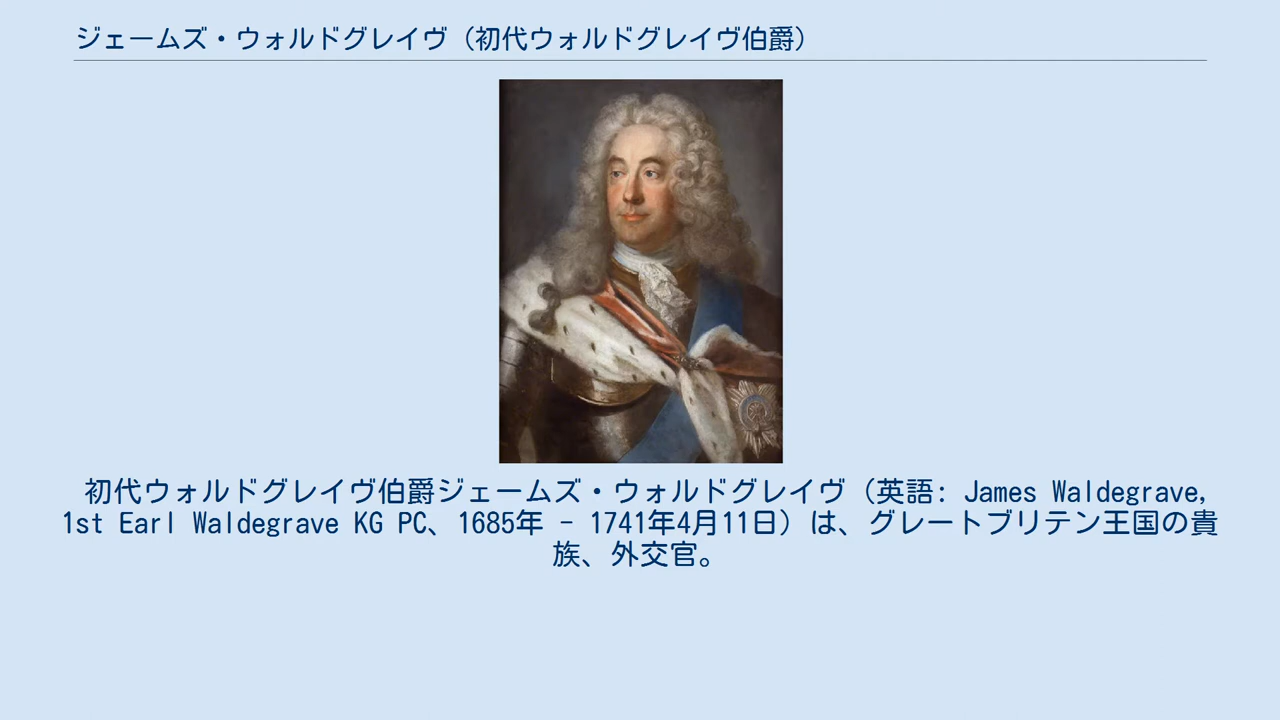 ジェームズ・ウォルドグレイヴ（初代ウォルドグレイヴ伯爵）
初代ウォルドグレイヴ伯爵ジェームズ・ウォルドグレイヴ（英語: James Waldegrave,
1st Earl Waldegrave KG PC、1685年 – 1741年4月11日）は、グレートブリテン王国の貴
族、外交官。